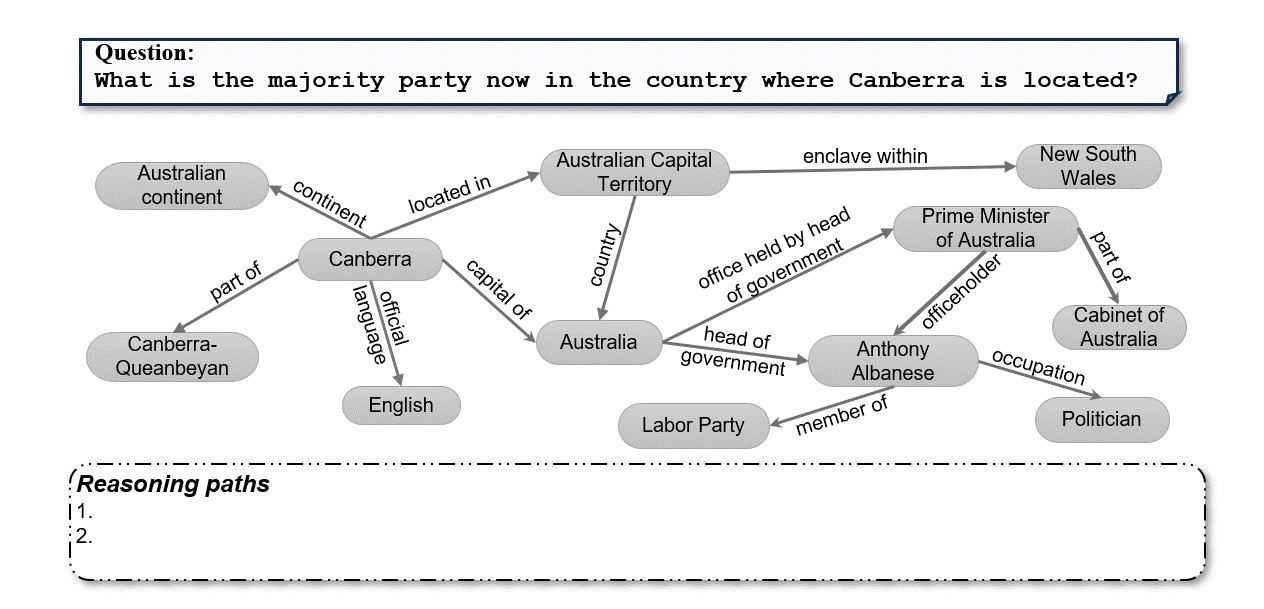 Question:
What is the majority party now in the country where Canberra is located?
Australian
continent
continent
located in
Australian Capital
Territory
enclave within
New South
Wales
Canberra
part of
official
language
capital of
country
office held by head
of government
Prime Minister
of Australia
part of
officeholder
Cabinet of
Australia
Canberra-
Queanbeyan
English
Australia
head of
government
Anthony
Albanese
occupation
Politician
Labor Party
member of
Reasoning paths
1.
2.